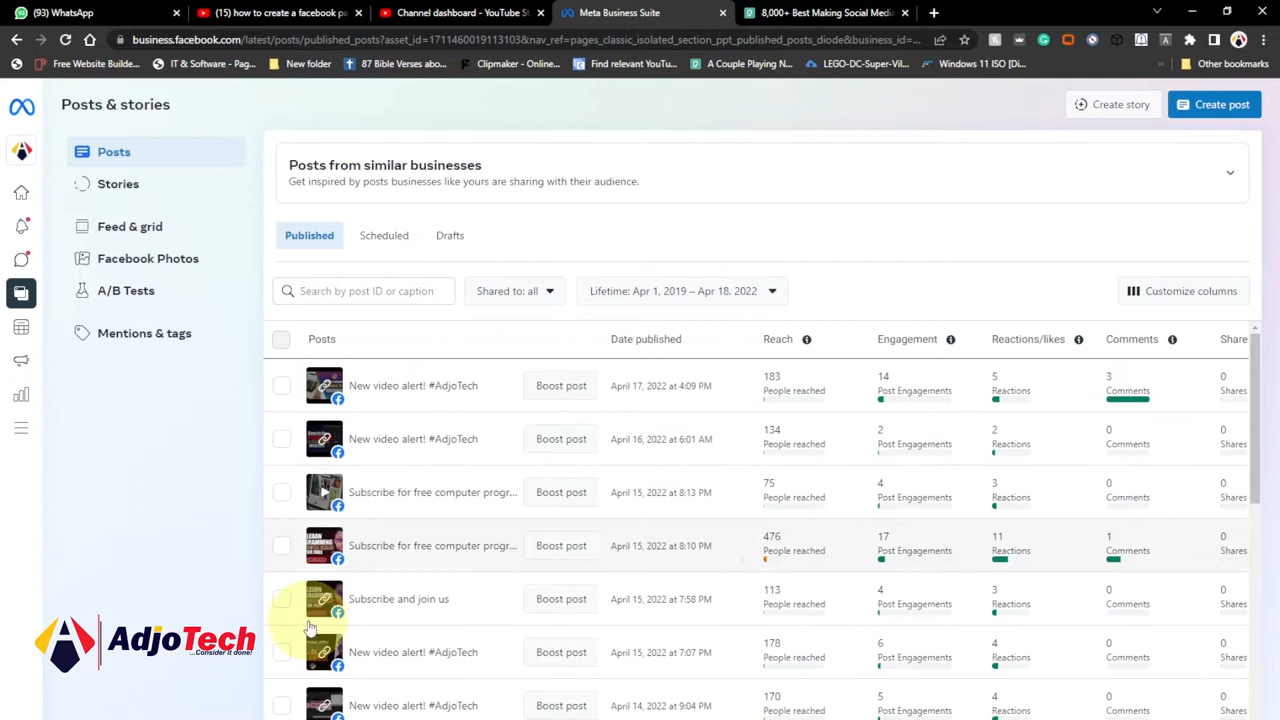 (93) WhatsApp
(15) how to create a facebook pa
Channel dashboard - YouTube St
Meta Business Suite
8,000+ Best Making Social Media
business.facebook.com/latest/posts/published_posts?asset_id=1711460019113103&nav_ref=pages_classic_isolated_section_ppt_published_posts_diode&business_id=...
Free Website Builde...
IT & Software - Pag...
New folder
87 Bible Verses abo...
Clipmaker - Online...
Find relevant YouTu...
A Couple Playing N...
LEGO-DC-Super-Vil...
Windows 11 ISO [Di...
Other bookmarks
Posts & stories
Create story
Create post
Posts
Stories
Feed & grid
Facebook Photos
A/B Tests
Mentions & tags
Posts from similar businesses
Get inspired by posts businesses like yours are sharing with their audience.
Published
Scheduled
Drafts
Search by post ID or caption
Shared to: all
Lifetime: Apr 1, 2019 – Apr 18, 2022
Customize columns
Posts
Date published
Reach
Engagement
Reactions/likes
Comments
Share
New video alert! #AdjoTech
Boost post
April 17, 2022 at 4:09 PM
183
People reached
14
Post Engagements
5
Reactions
3
Comments
0
Shares
New video alert! #AdjoTech
Boost post
April 16, 2022 at 6:01 AM
134
People reached
2
Post Engagements
2
Reactions
0
Comments
0
Shares
Subscribe for free computer progr...
Boost post
April 15, 2022 at 8:13 PM
75
People reached
4
Post Engagements
3
Reactions
0
Comments
0
Shares
Subscribe for free computer progr...
Boost post
April 15, 2022 at 8:10 PM
476
People reached
17
Post Engagements
11
Reactions
1
Comments
0
Shares
Subscribe and join us
Boost post
April 15, 2022 at 7:58 PM
113
People reached
4
Post Engagements
3
Reactions
0
Comments
0
Shares
New video alert! #AdjoTech
Boost post
April 15, 2022 at 7:07 PM
178
People reached
6
Post Engagements
4
Reactions
0
Comments
0
Shares
New video alert! #AdjoTech
Boost post
April 14, 2022 at 9:04 PM
170
People reached
5
Post Engagements
4
Reactions
0
Comments
0
Shares
AdjoTech
...Consider it done!